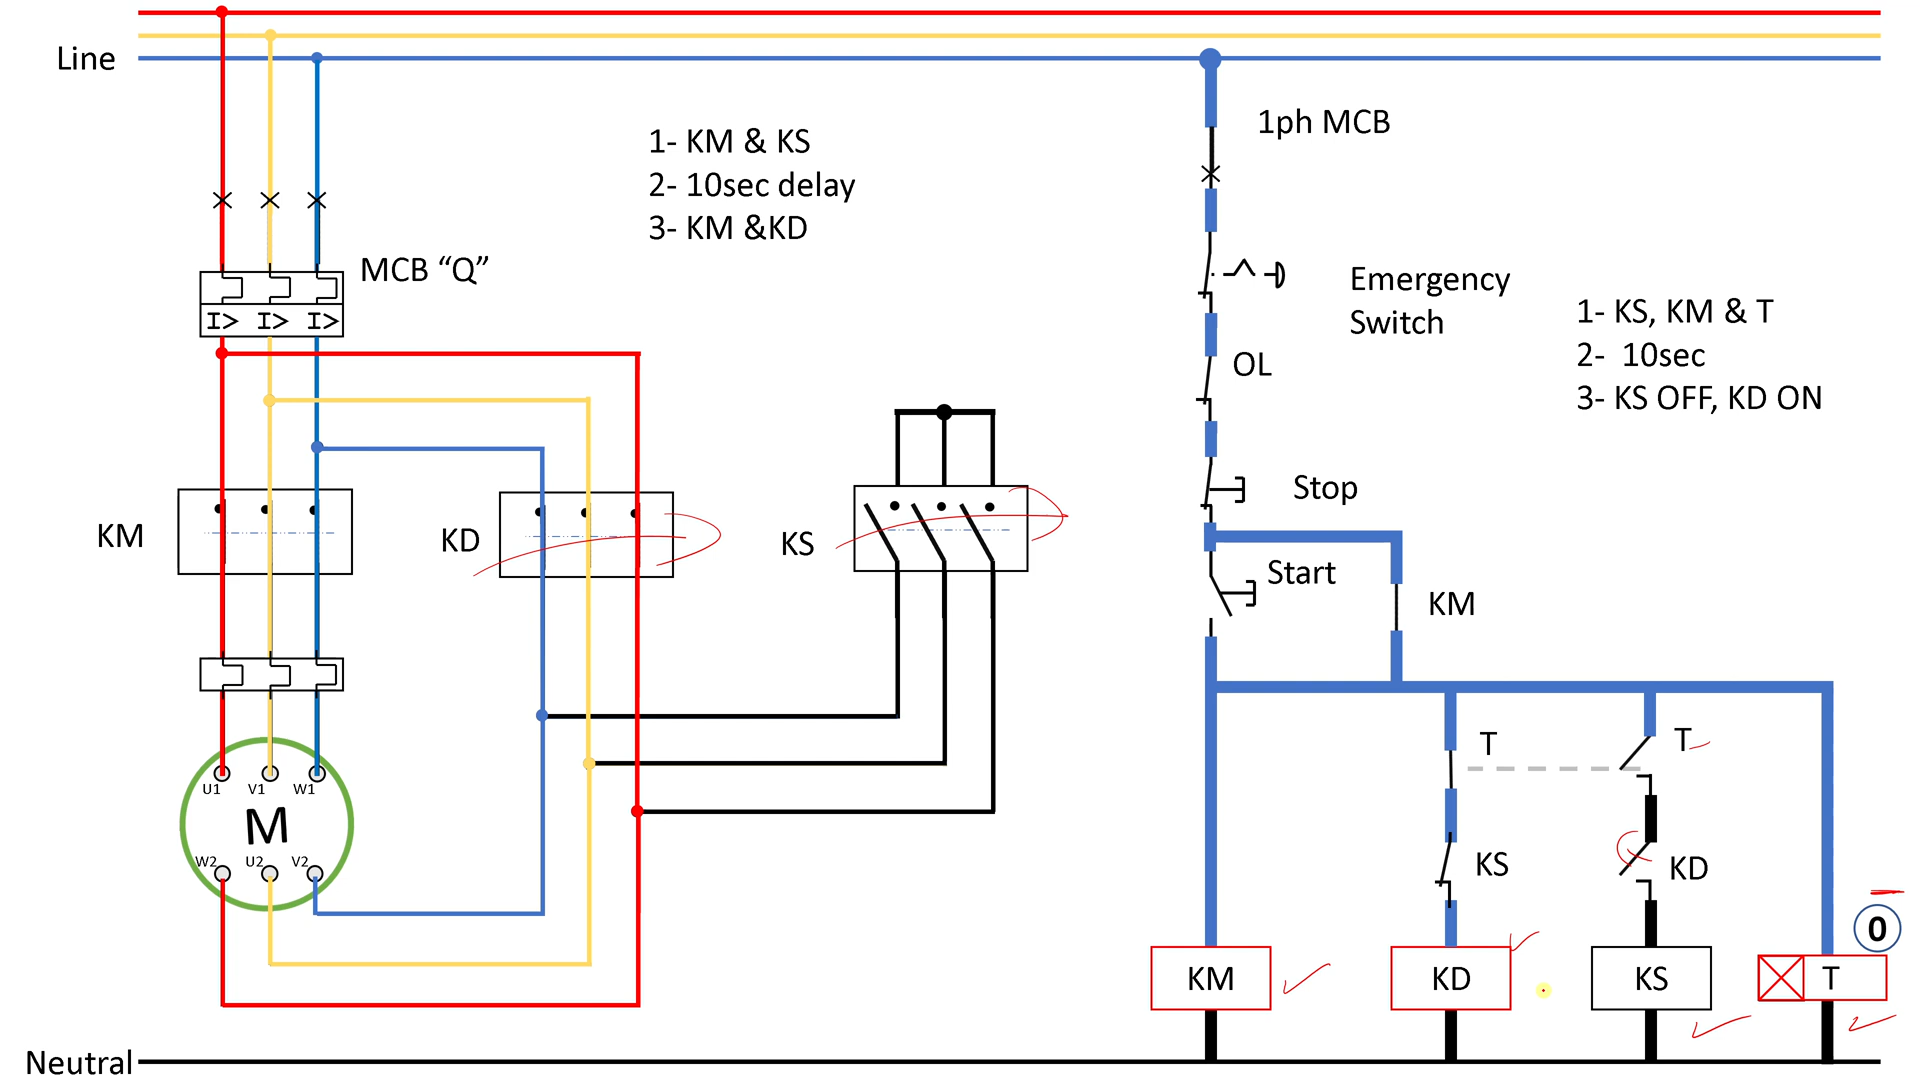 Line
1ph MCB
1- KM & KS
2- 10sec delay
3- KM &KD
MCB “Q”
I> I> I>
Emergency
Switch
1- KS, KM & T
2- 10sec
3- KS OFF, KD ON
OL
Stop
KM
KD
KS
Start
KM
T
T
U1 V1 W1
M
W2 U2 V2
KS
KD
0
KM
KD
KS
T
Neutral